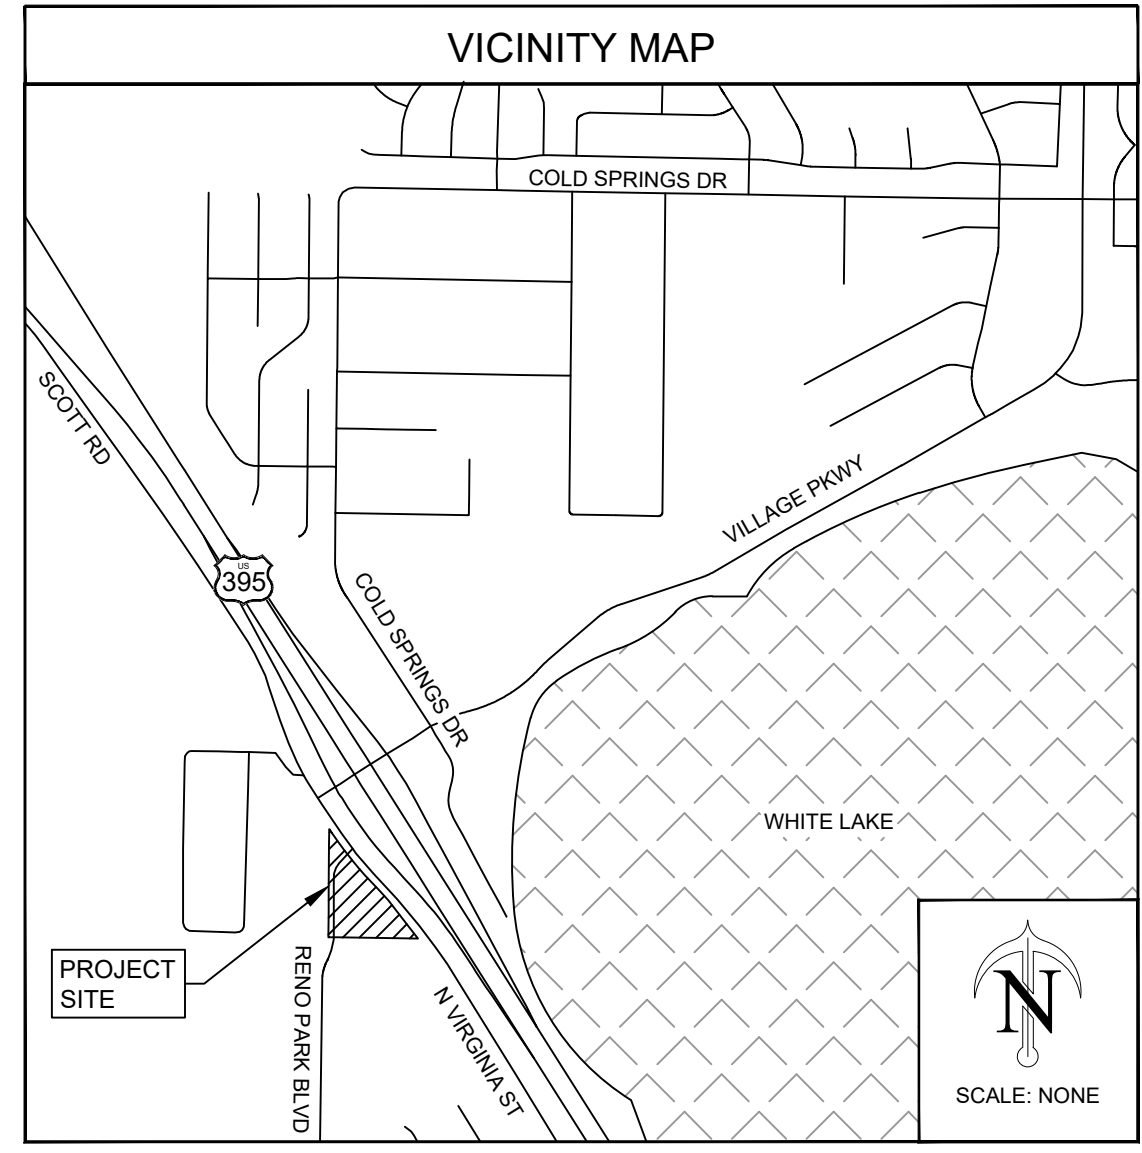 VICINITY MAP
COLD SPRINGS DR
SCOTT RD
VILLAGE PKWY
US
395
COLD SPRINGS DR
WHITE LAKE
PROJECT
SITE
RENO PARK BLVD
N VIRGINIA ST
N
SCALE: NONE